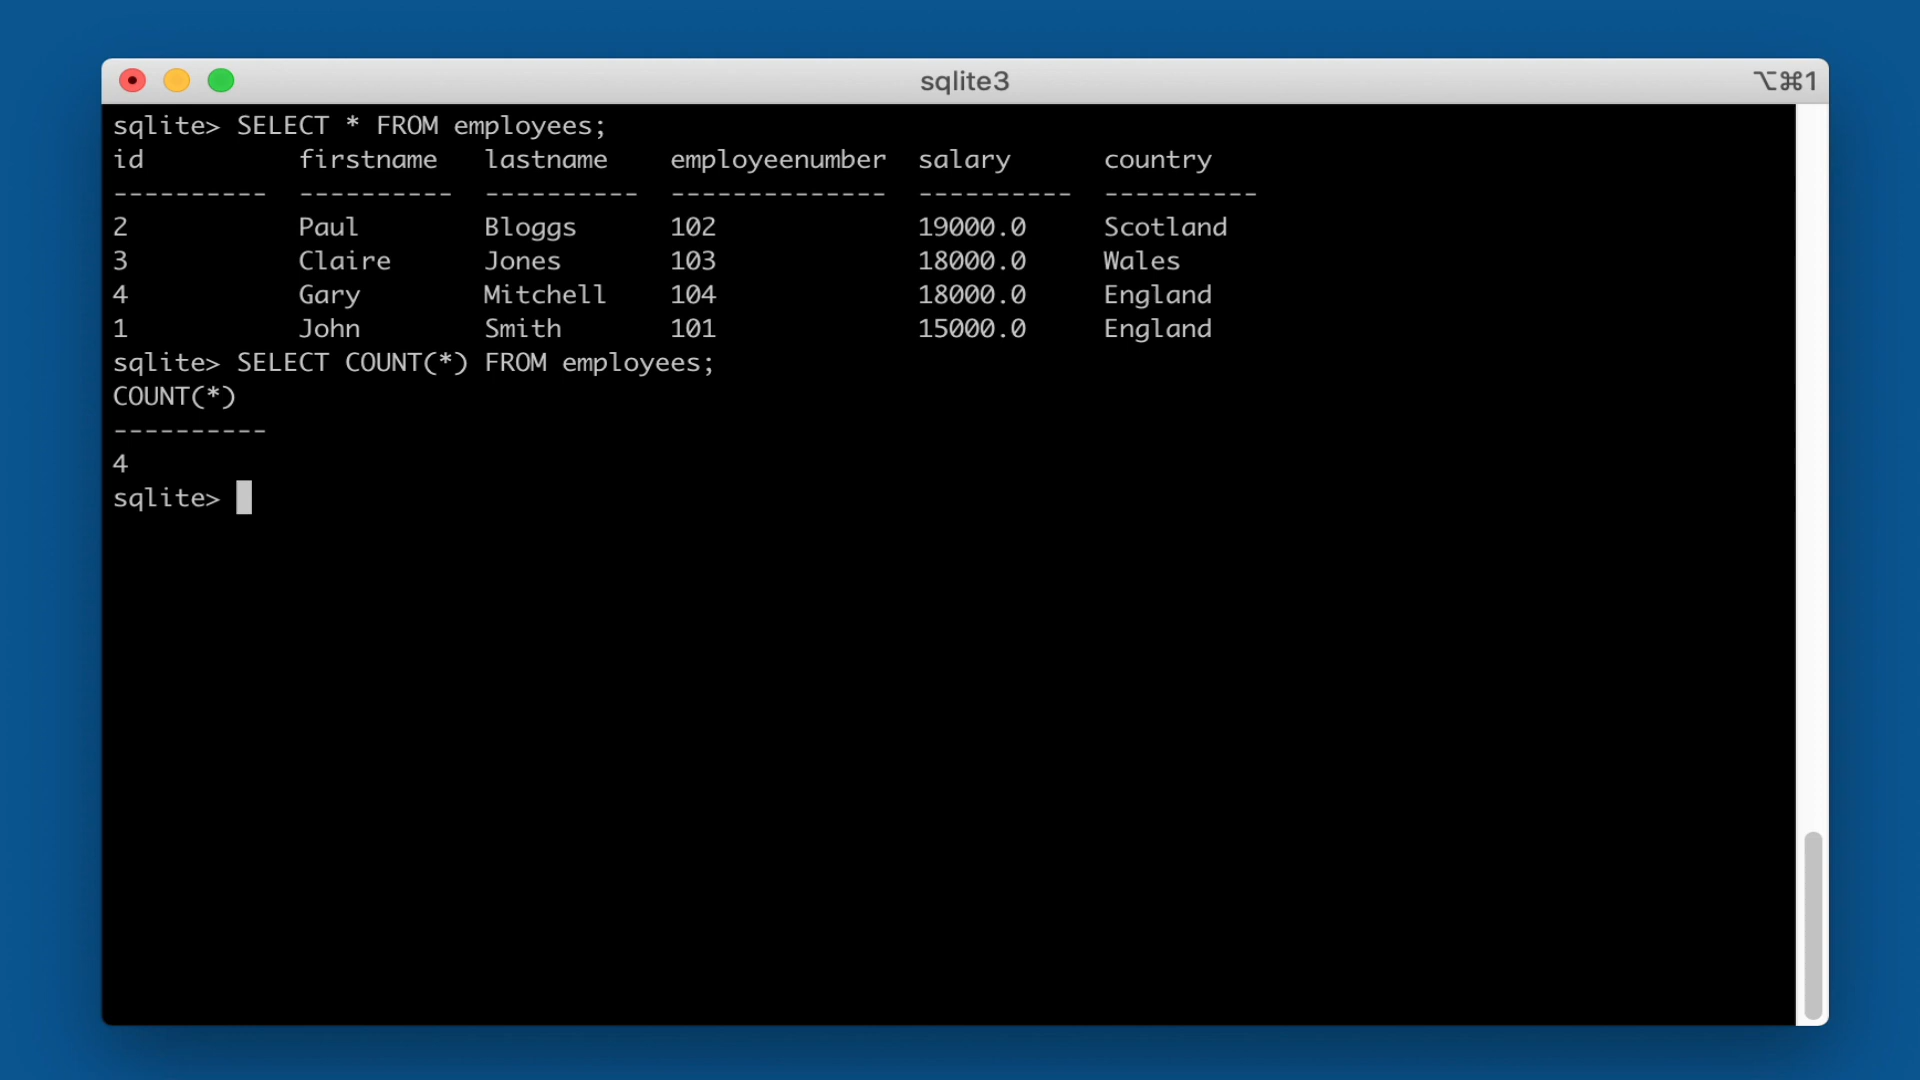 sqlite3
⌥⌘1
sqlite> SELECT * FROM employees;
id          firstname   lastname    employeenumber  salary      country
----------  ----------  ----------  --------------  ----------  ----------
2           Paul        Bloggs      102             19000.0     Scotland
3           Claire      Jones       103             18000.0     Wales
4           Gary        Mitchell    104             18000.0     England
1           John        Smith       101             15000.0     England
sqlite> SELECT COUNT(*) FROM employees;
COUNT(*)
----------
4
sqlite>